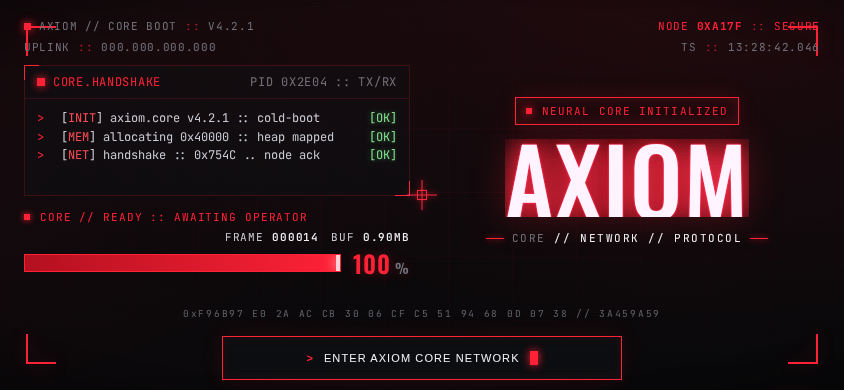 AXIOM // CORE BOOT :: V4.2.1
UPLINK :: 000.000.000.000
NODE 0XA17F :: SECURE
TS :: 13:28:42.046
CORE.HANDSHAKE PID 0X2E04 :: TX/RX
> [INIT] axiom.core v4.2.1 :: cold-boot [OK]
> [MEM] allocating 0x40000 :: heap mapped [OK]
> [NET] handshake :: 0x754C .. node ack [OK]
CORE // READY :: AWAITING OPERATOR
FRAME 000014 BUF 0.90MB
100 %
NEURAL CORE INITIALIZED
AXIOM
CORE // NETWORK // PROTOCOL
0xF96B97 E0 2A AC CB 30 06 CF C5 51 94 68 0D 07 38 // 3A459A59
> ENTER AXIOM CORE NETWORK